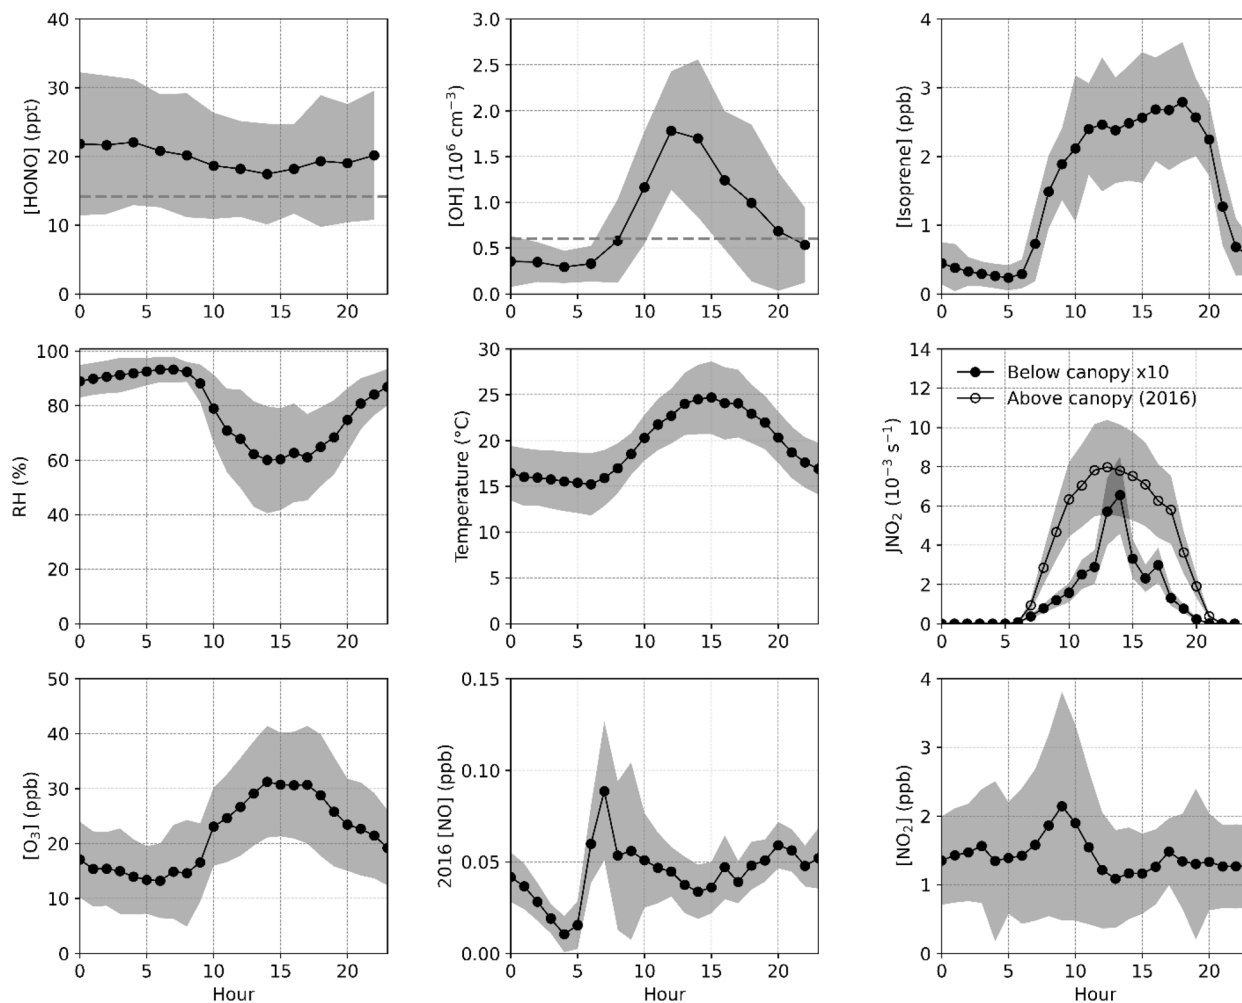 [HONO] (ppt)
40
30
20
10
0
0 5 10 15 20
[OH] (10⁶ cm⁻³)
3.0
2.5
2.0
1.5
1.0
0.5
0.0
0 5 10 15 20
[Isoprene] (ppb)
4
3
2
1
0
0 5 10 15 20
RH (%)
100
80
60
40
20
0
0 5 10 15 20
Temperature (°C)
30
25
20
15
10
5
0
0 5 10 15 20
JNO₂ (10⁻³ s⁻¹)
14
12
10
8
6
4
2
0
Below canopy x10
Above canopy (2016)
0 5 10 15 20
[O₃] (ppb)
50
40
30
20
10
0
0 5 10 15 20
Hour
2016 [NO] (ppb)
0.15
0.10
0.05
0.00
0 5 10 15 20
Hour
[NO₂] (ppb)
4
3
2
1
0
0 5 10 15 20
Hour